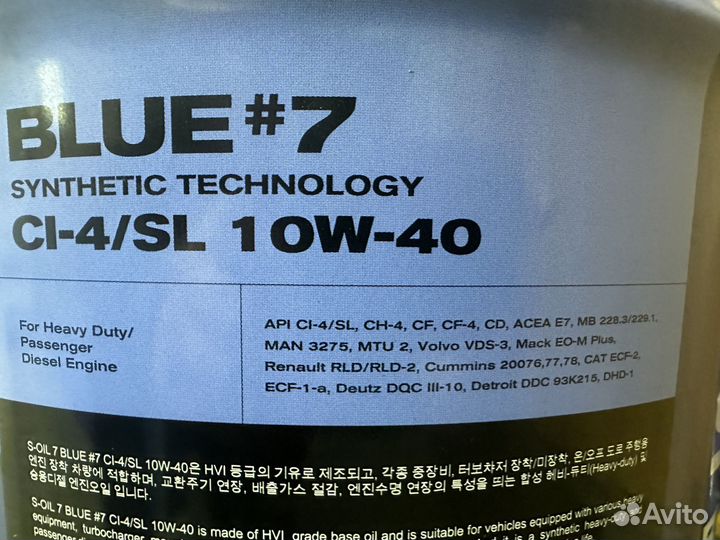 BLUE#7
SYNTHETIC TECHNOLOGY
CI-4/SL 10W-40
For Heavy Duty/
Passenger
Diesel Engine
API CI-4/SL, CH-4, CF, CF-4, CD, ACEA E7, MB 228.3/229.1,
MAN 3275, MTU 2, Volvo VDS-3, Mack EO-M Plus,
Renault RLD/RLD-2, Cummins 20076,77,78, CAT ECF-2,
ECF-1-a, Deutz DQC III-10, Detroit DDC 93K215, DHD-1
S-OIL 7 BLUE #7 CI-4/SL 10W-40은 HVI 등급의 기유로 제조되고, 각종 중장비, 터보차저 장착/미장착, 온/오프 도로 주행용
엔진 장착 차량에 적합하며, 교환주기 연장, 배출가스 절감, 엔진수명 연장의 특성을 띄는 합성 헤비-듀티(Heavy-duty) 및
승용디젤 엔진오일 입니다.
S-OIL 7 BLUE #7 CI-4/SL 10W-40 is made of HVI grade base oil and is suitable for vehicles equipped with various heavy
equipment, turbocharger, is a synthetic heavy-duty and
passenger
Avito